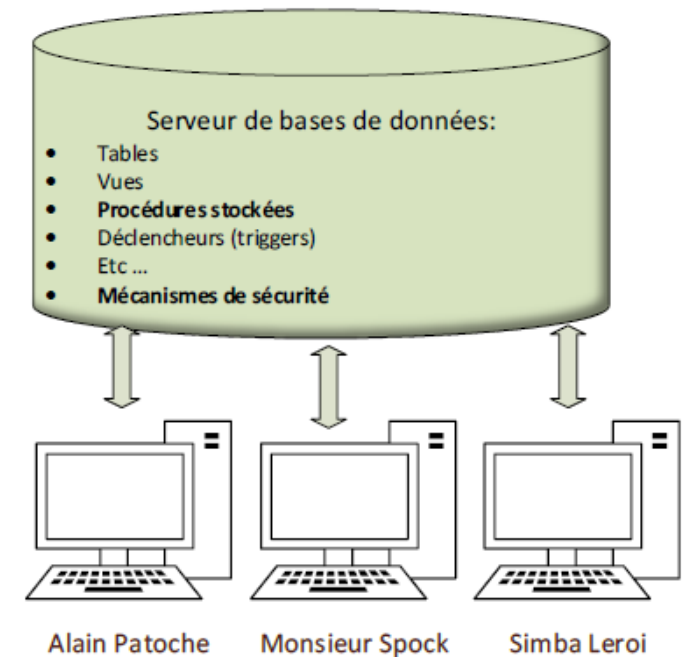 Serveur de bases de données:
• Tables
• Vues
• Procédures stockées
• Déclencheurs (triggers)
• Etc ...
• Mécanismes de sécurité
Alain Patoche
Monsieur Spock
Simba Leroi